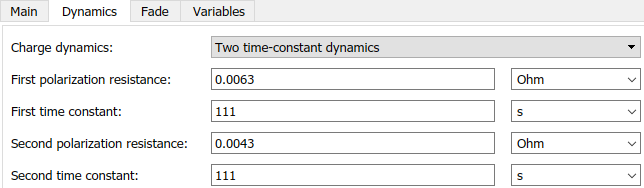 Main Dynamics Fade Variables
Charge dynamics: Two time-constant dynamics
First polarization resistance: 0.0063 Ohm
First time constant: 111 s
Second polarization resistance: 0.0043 Ohm
Second time constant: 111 s